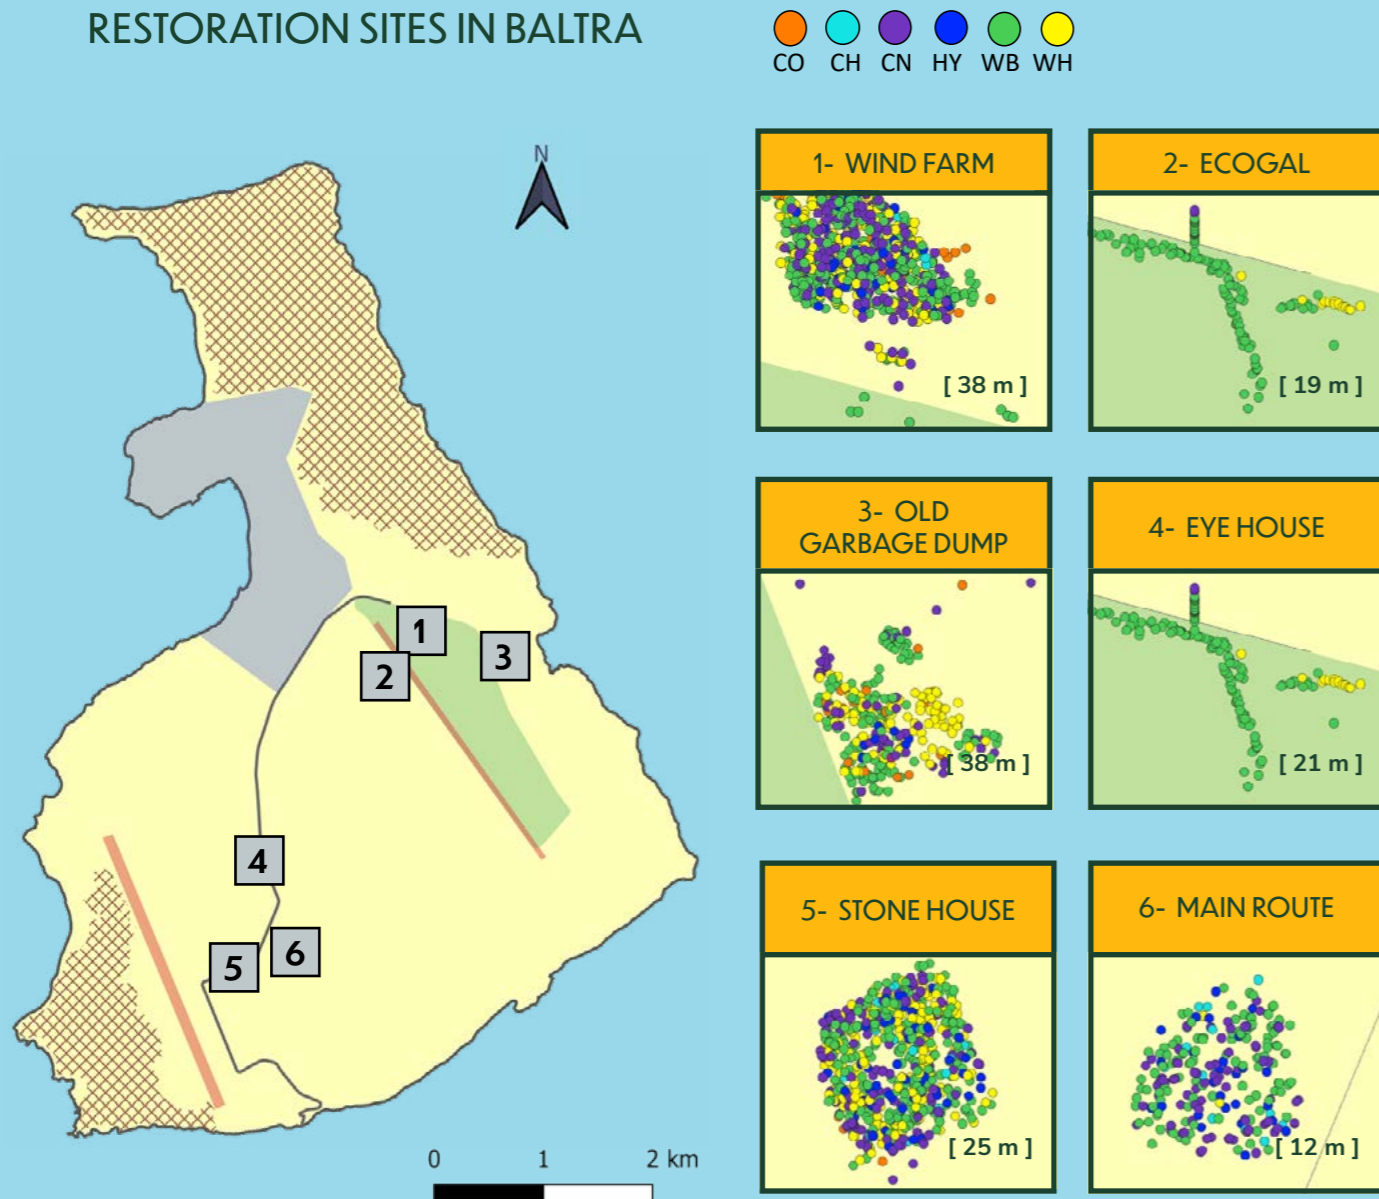 RESTORATION SITES IN BALTRA
CO CH CN HY WB WH
N
1- WIND FARM
[ 38 m ]
2- ECOGAL
[ 19 m ]
3- OLD
GARBAGE DUMP
[ 38 m ]
4- EYE HOUSE
[ 21 m ]
5- STONE HOUSE
[ 25 m ]
6- MAIN ROUTE
[ 12 m ]
1
2
3
4
5
6
0 1 2 km